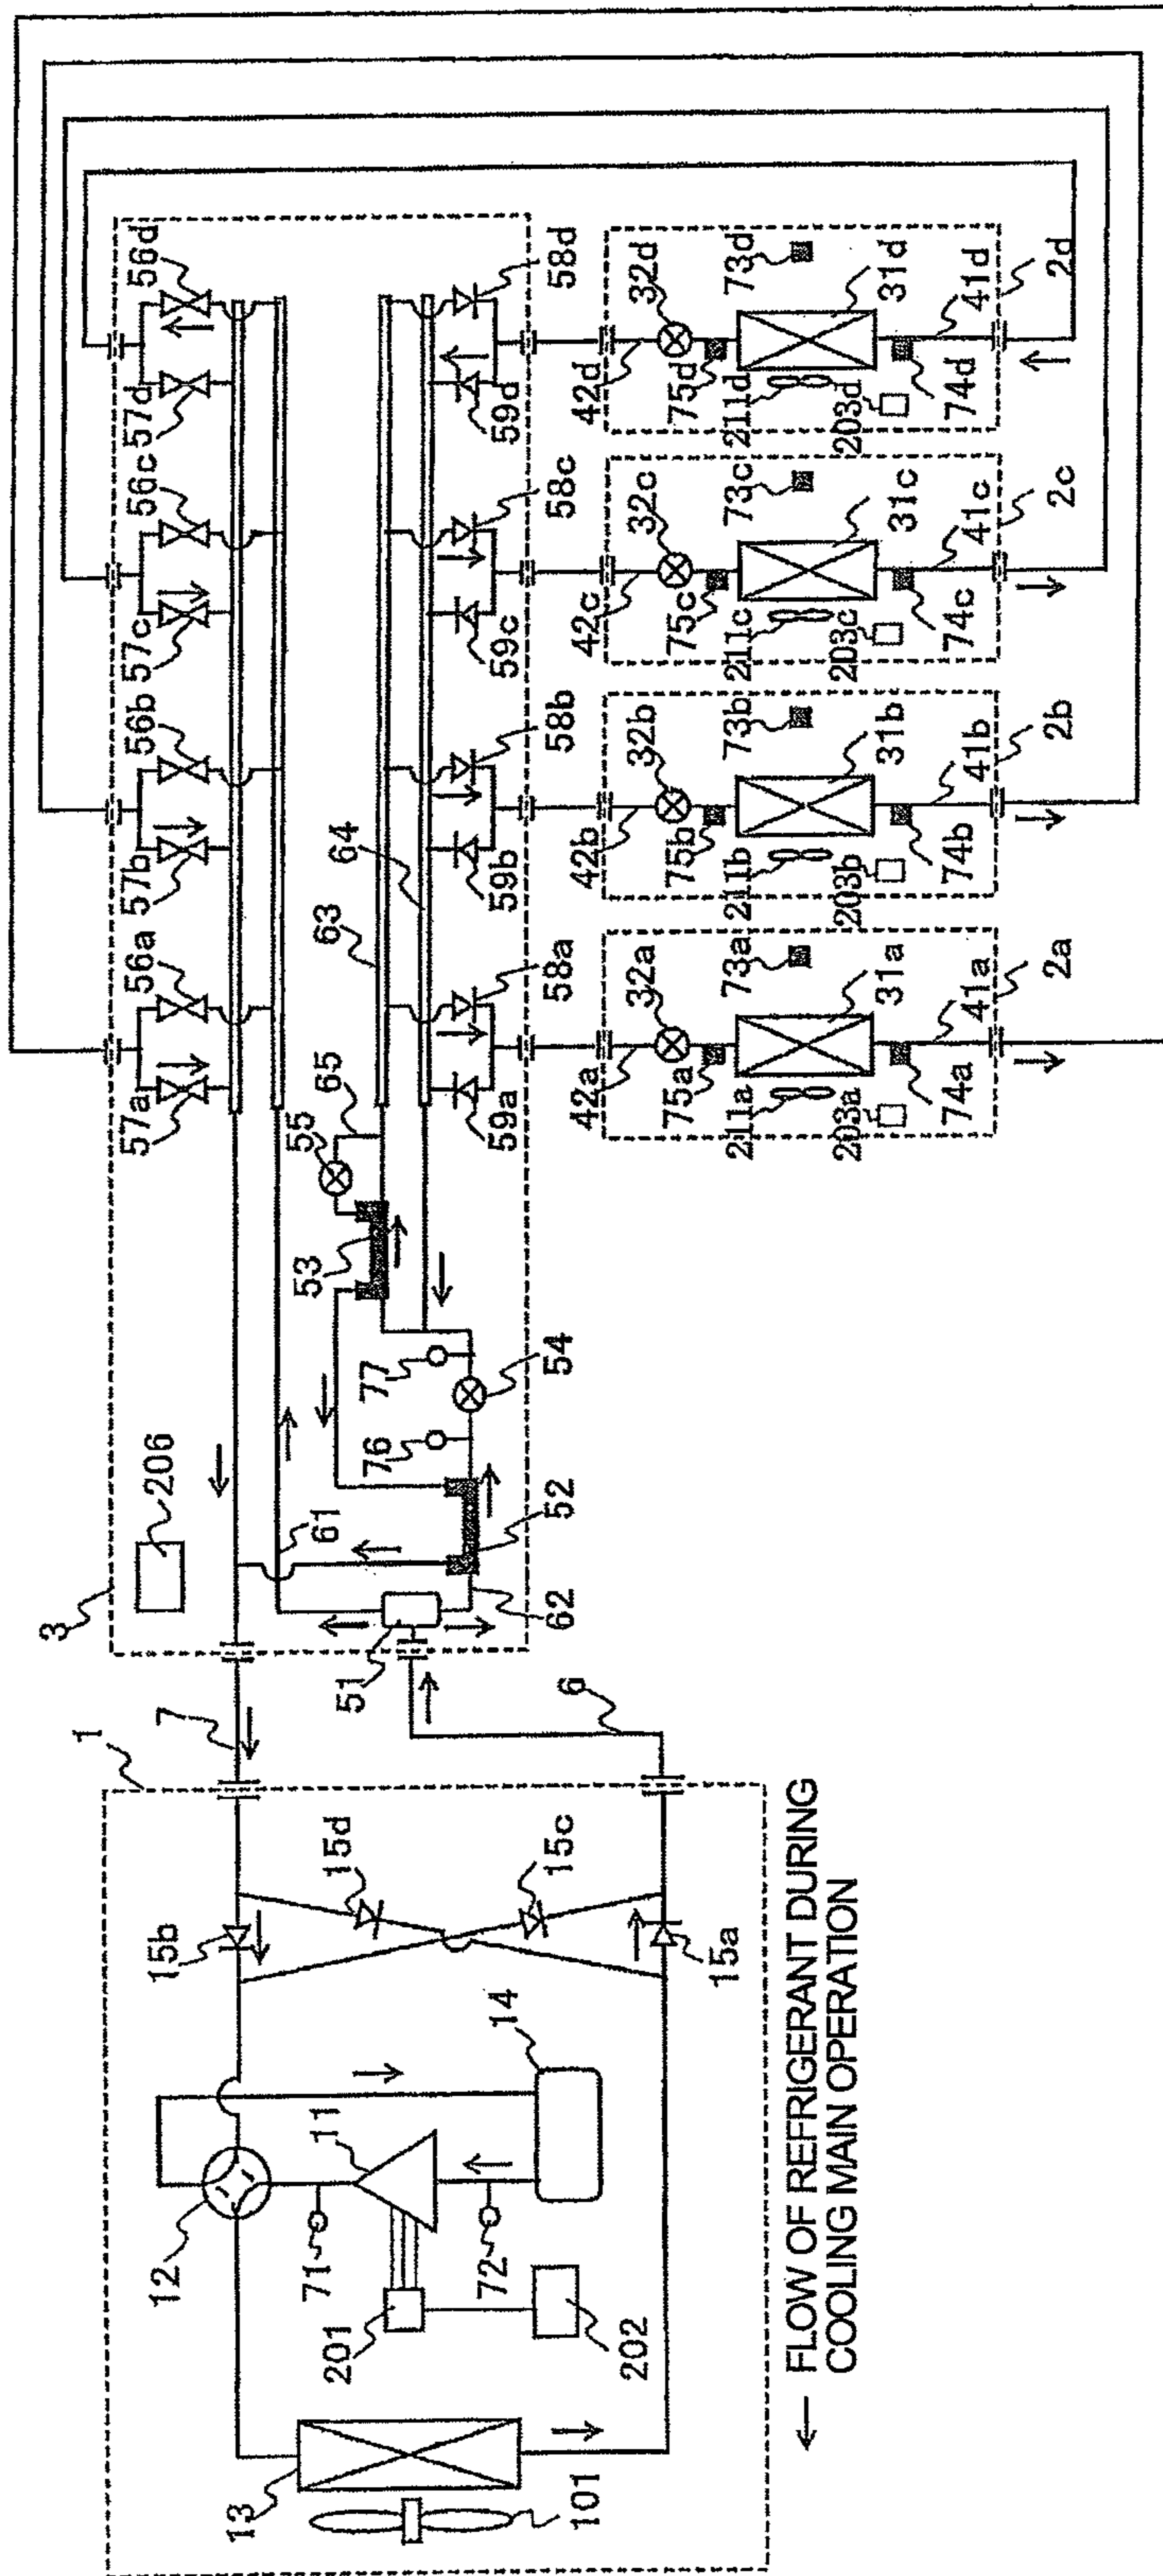 3
206
57a
56a
57b
56b
57c
56c
57d
56d
1
7
61
53
55
65
63
64
76
77
51
62
52
54
59a
58a
59b
58b
59c
58c
59d
58d
6
12
11
71
72
14
201
202
13
101
15b
15d
15c
15a
42a
32a
75a
73a
211a
31a
203a
74a
41a
2a
42b
32b
75b
73b
211b
31b
203b
74b
41b
2b
42c
32c
75c
73c
211c
31c
203c
74c
41c
2c
42d
32d
75d
73d
211d
31d
203d
74d
41d
2d
FLOW OF REFRIGERANT DURING
COOLING MAIN OPERATION